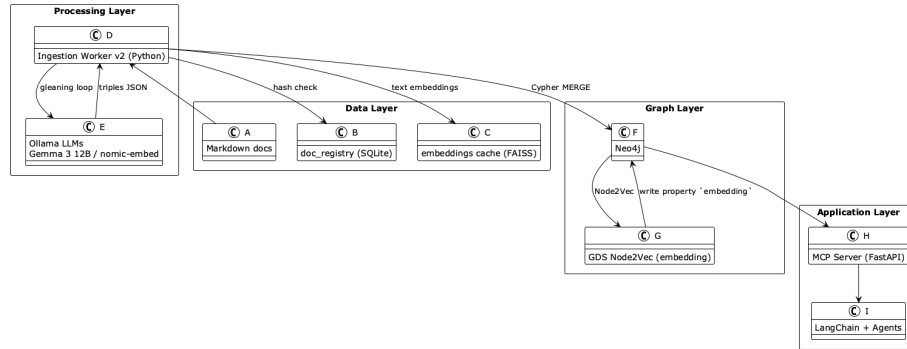 Processing Layer
C D
Ingestion Worker v2 (Python)
gleaning loop
triples JSON
hash check
text embeddings
Cypher MERGE
C E
Ollama LLMs
Gemma 3 12B / nomic-embed
Data Layer
C A
Markdown docs
C B
doc_registry (SQLite)
C C
embeddings cache (FAISS)
Graph Layer
C F
Neo4j
Node2Vec
write property `embedding`
C G
GDS Node2Vec (embedding)
Application Layer
C H
MCP Server (FastAPI)
C I
LangChain + Agents